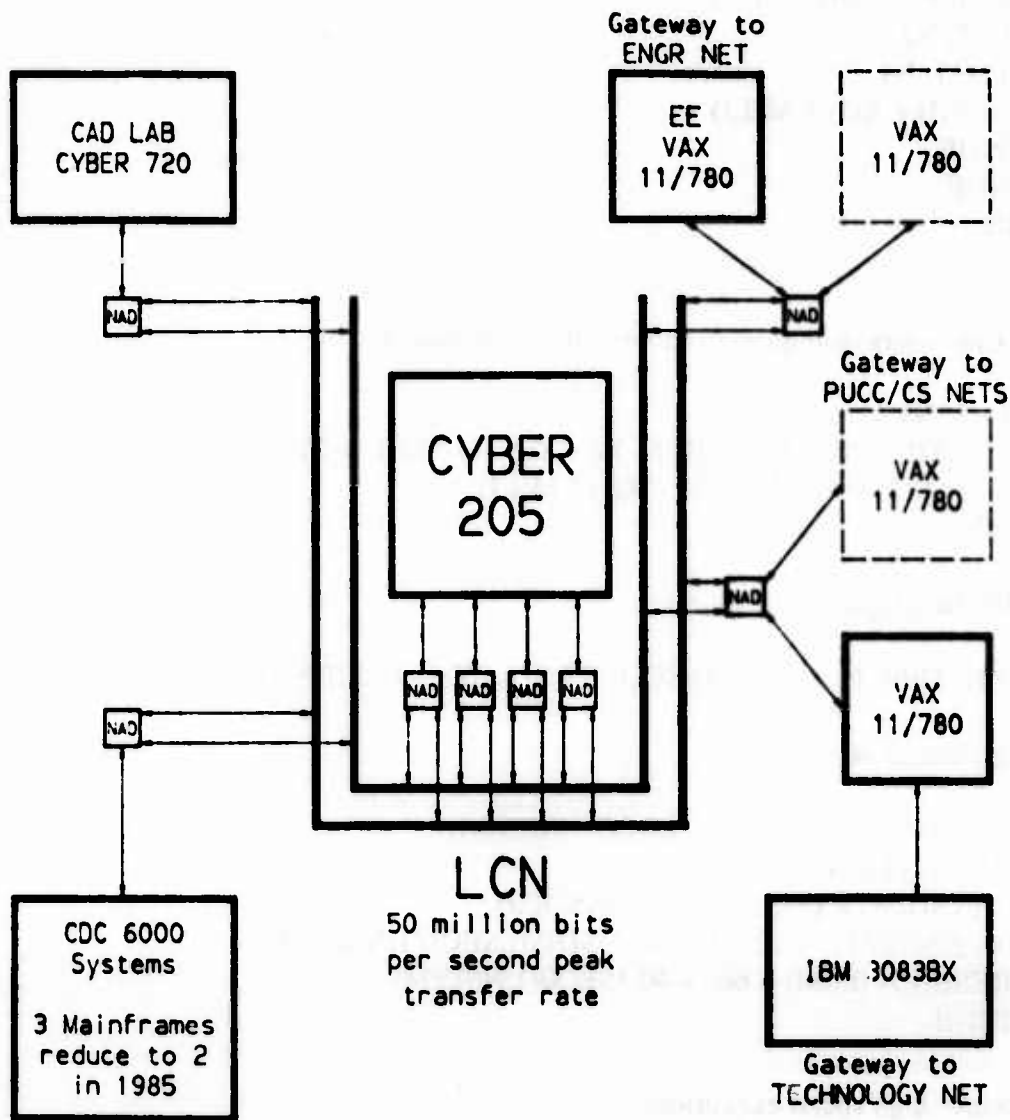 Gateway to
ENGR NET
CAD LAB
CYBER 720
EE
VAX
11/780
VAX
11/780
NAD
NAD
Gateway to
PUCC/CS NETS
CYBER
205
VAX
11/780
NAD
NAD
NAD
NAD
NAD
NAD
VAX
11/780
LCN
50 million bits
per second peak
transfer rate
CDC 6000
Systems
3 Mainframes
reduce to 2
in 1985
IBM 3083BX
Gateway to
TECHNOLOGY NET